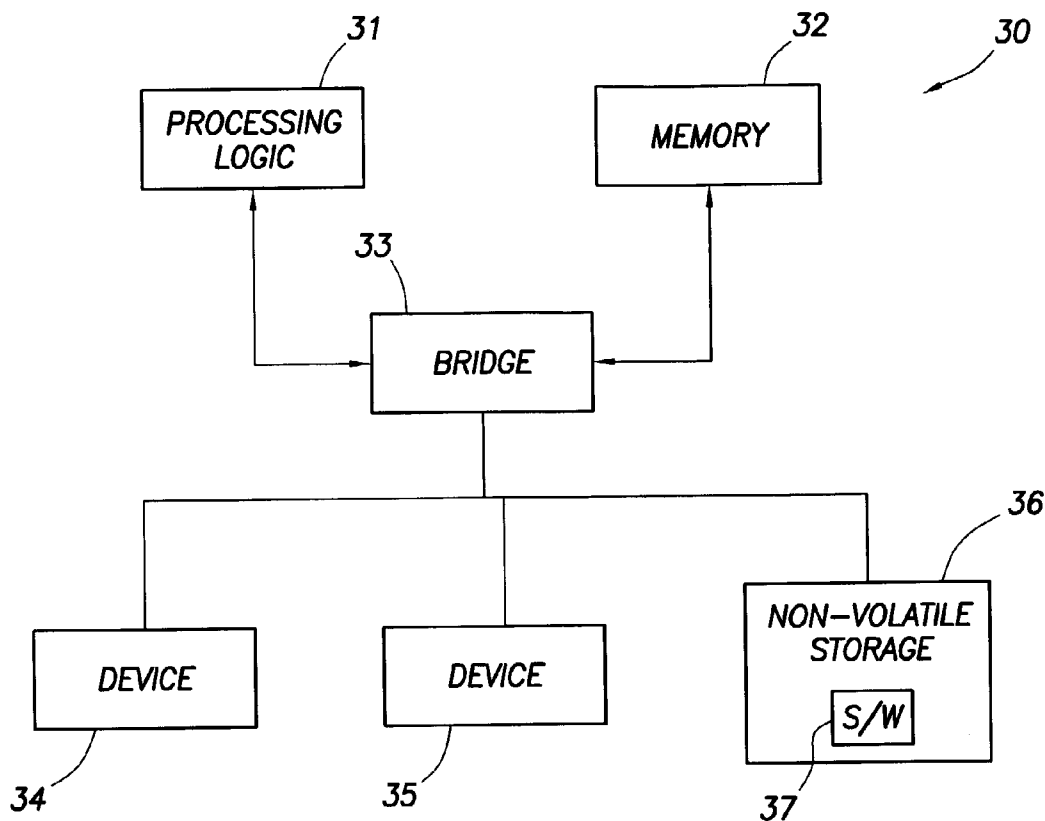 31
32
30
PROCESSING
LOGIC
MEMORY
33
BRIDGE
36
NON-VOLATILE
STORAGE
DEVICE
DEVICE
S/W
34
35
37